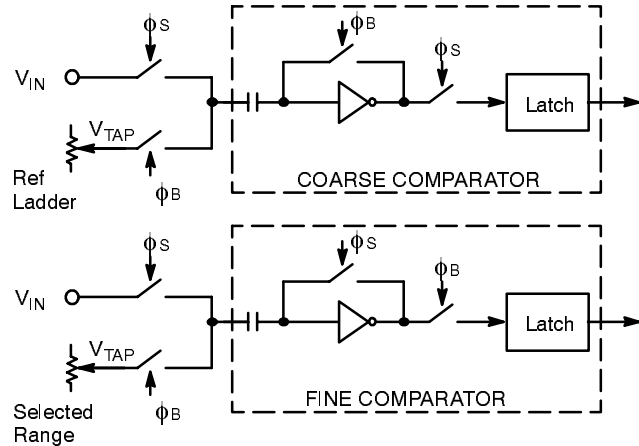 ϕS
ϕB
ϕS
VIN
VTAP
Latch
Ref
Ladder
ϕB
COARSE COMPARATOR
ϕS
ϕS
ϕB
VIN
VTAP
Latch
Selected
Range
ϕB
FINE COMPARATOR